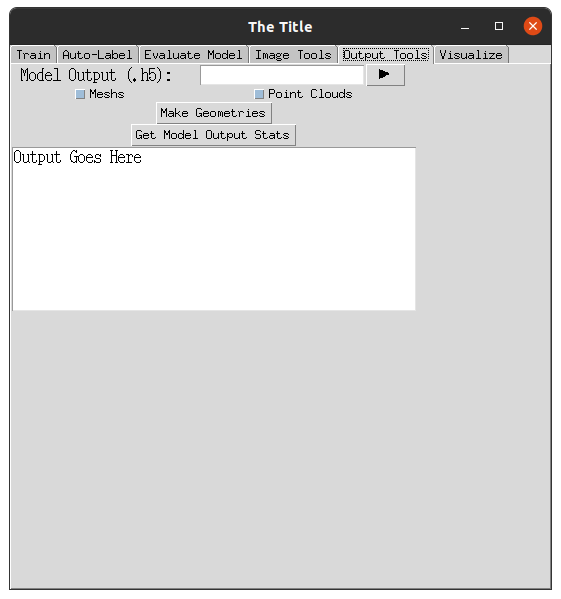 The Title
Train Auto-Label Evaluate Model Image Tools Output Tools Visualize
Model Output (.h5):
Meshs Point Clouds
Make Geometries
Get Model Output Stats
Output Goes Here